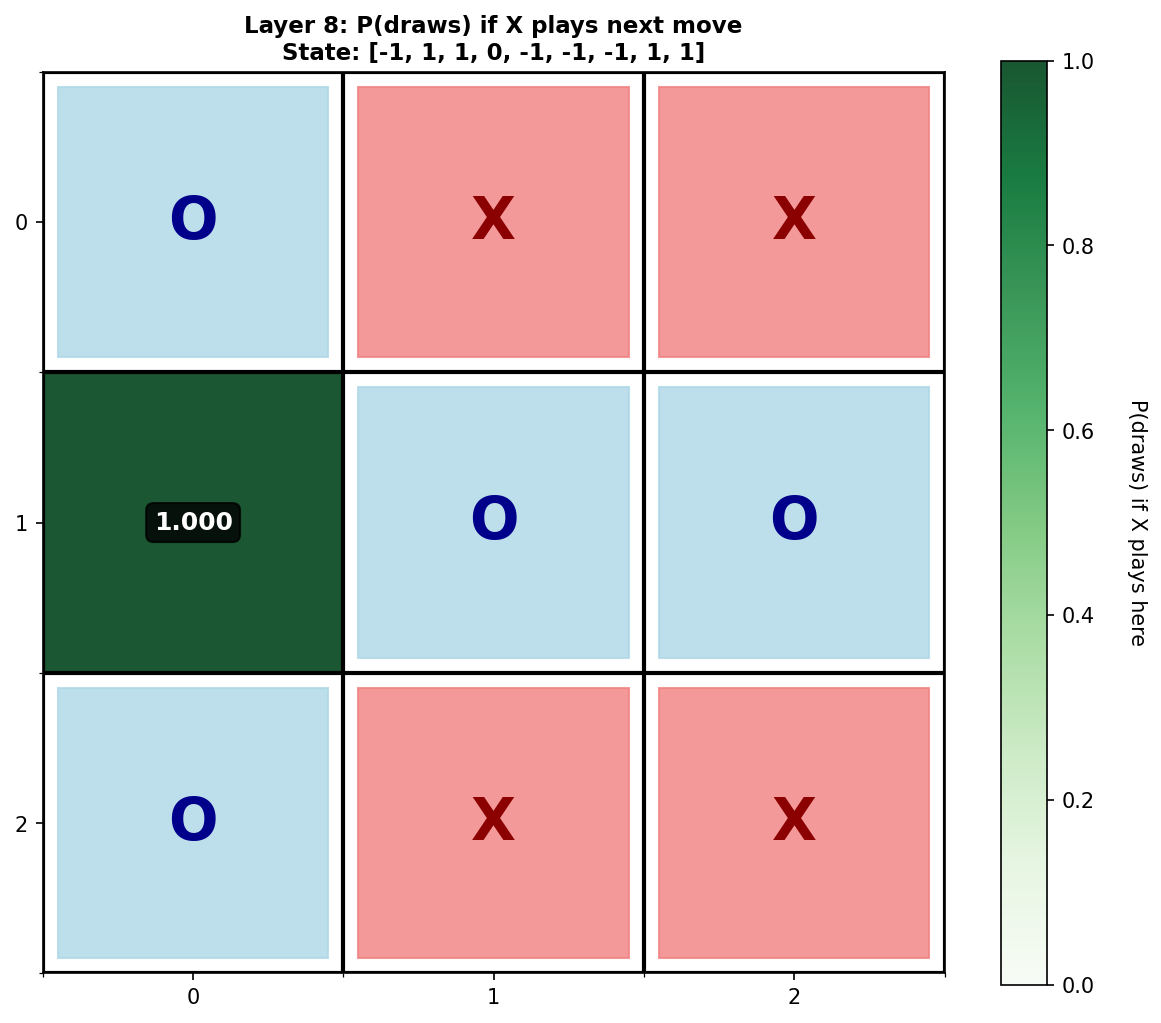 Layer 8: P(draws) if X plays next move
State: [-1, 1, 1, 0, -1, -1, -1, 1, 1]
O X X
1.000 O O
O X X
0
1
2
0 1 2
1.0
0.8
0.6
0.4
0.2
0.0
P(draws) if X plays here